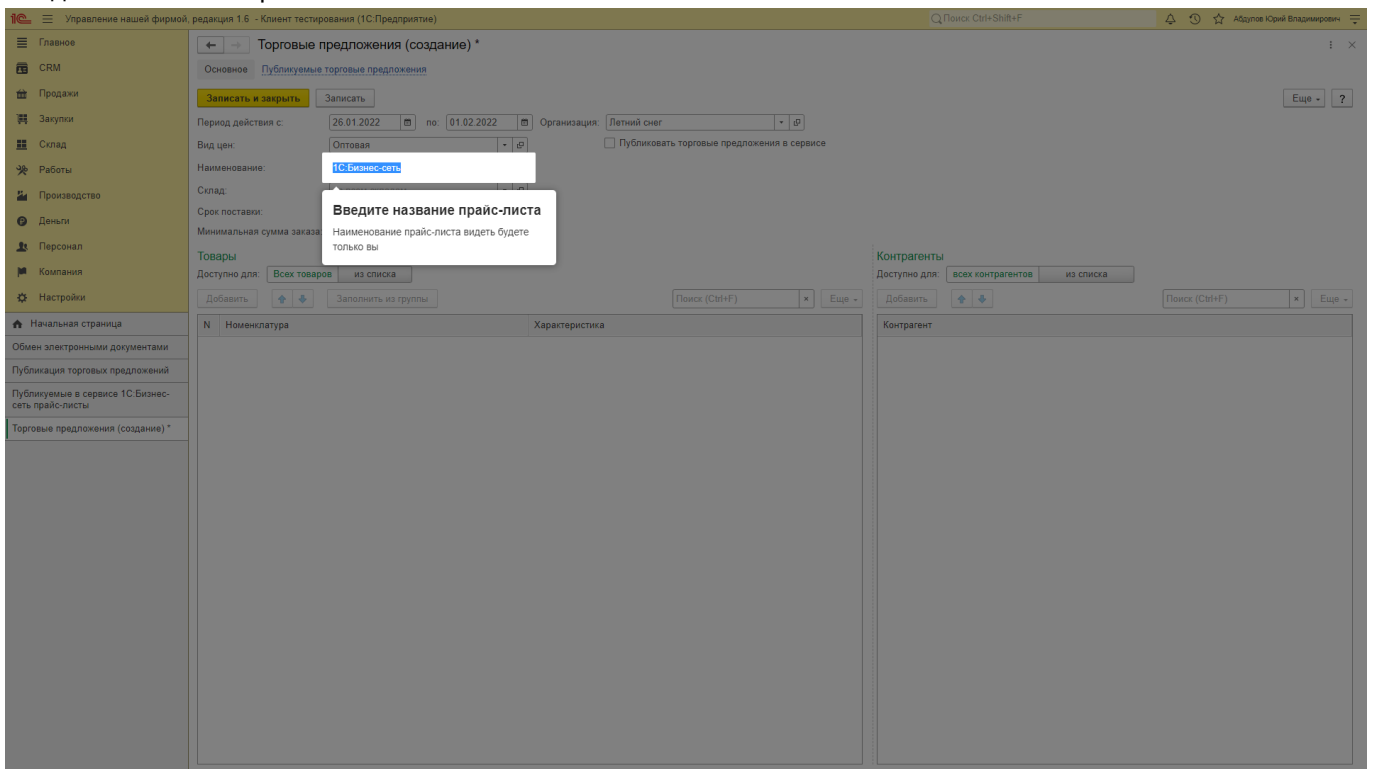 1С Управление нашей фирмой, редакция 1.6 - Клиент тестирования (1С:Предприятие) Поиск Ctrl+Shift+F Абдулов Юрий Владимирович
Главное
CRM
Продажи
Закупки
Склад
Работы
Производство
Деньги
Персонал
Компания
Настройки
Начальная страница
Обмен электронными документами
Публикация торговых предложений
Публикуемые в сервисе 1С:Бизнес-
сеть прайс-листы
Торговые предложения (создание) *
Торговые предложения (создание) *
Основное Публикуемые торговые предложения
Записать и закрыть Записать Еще ?
Период действия с: 26.01.2022 по: 01.02.2022 Организация: Летний снег
Вид цен: Оптовая Публиковать торговые предложения в сервисе
Наименование: 1С:Бизнес-сеть
Склад:
Срок поставки:
Минимальная сумма заказа:
Введите название прайс-листа
Наименование прайс-листа видеть будете
только вы
Товары
Доступно для: Всех товаров из списка
Добавить Заполнить из группы Поиск (Ctrl+F) × Еще
N Номенклатура Характеристика
Контрагенты
Доступно для: всех контрагентов из списка
Добавить Поиск (Ctrl+F) × Еще
Контрагент